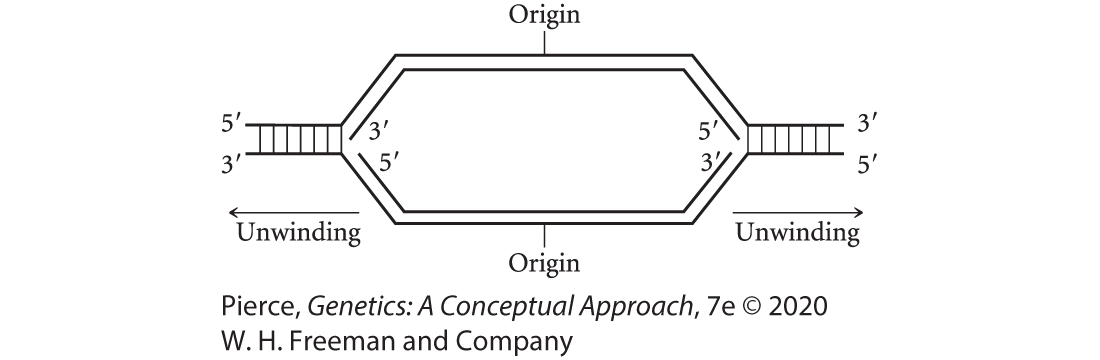 Origin
5′ 3′ 5′ 3′
3′ 5′ 3′ 5′
Unwinding Unwinding
Origin
Pierce, Genetics: A Conceptual Approach, 7e © 2020
W. H. Freeman and Company